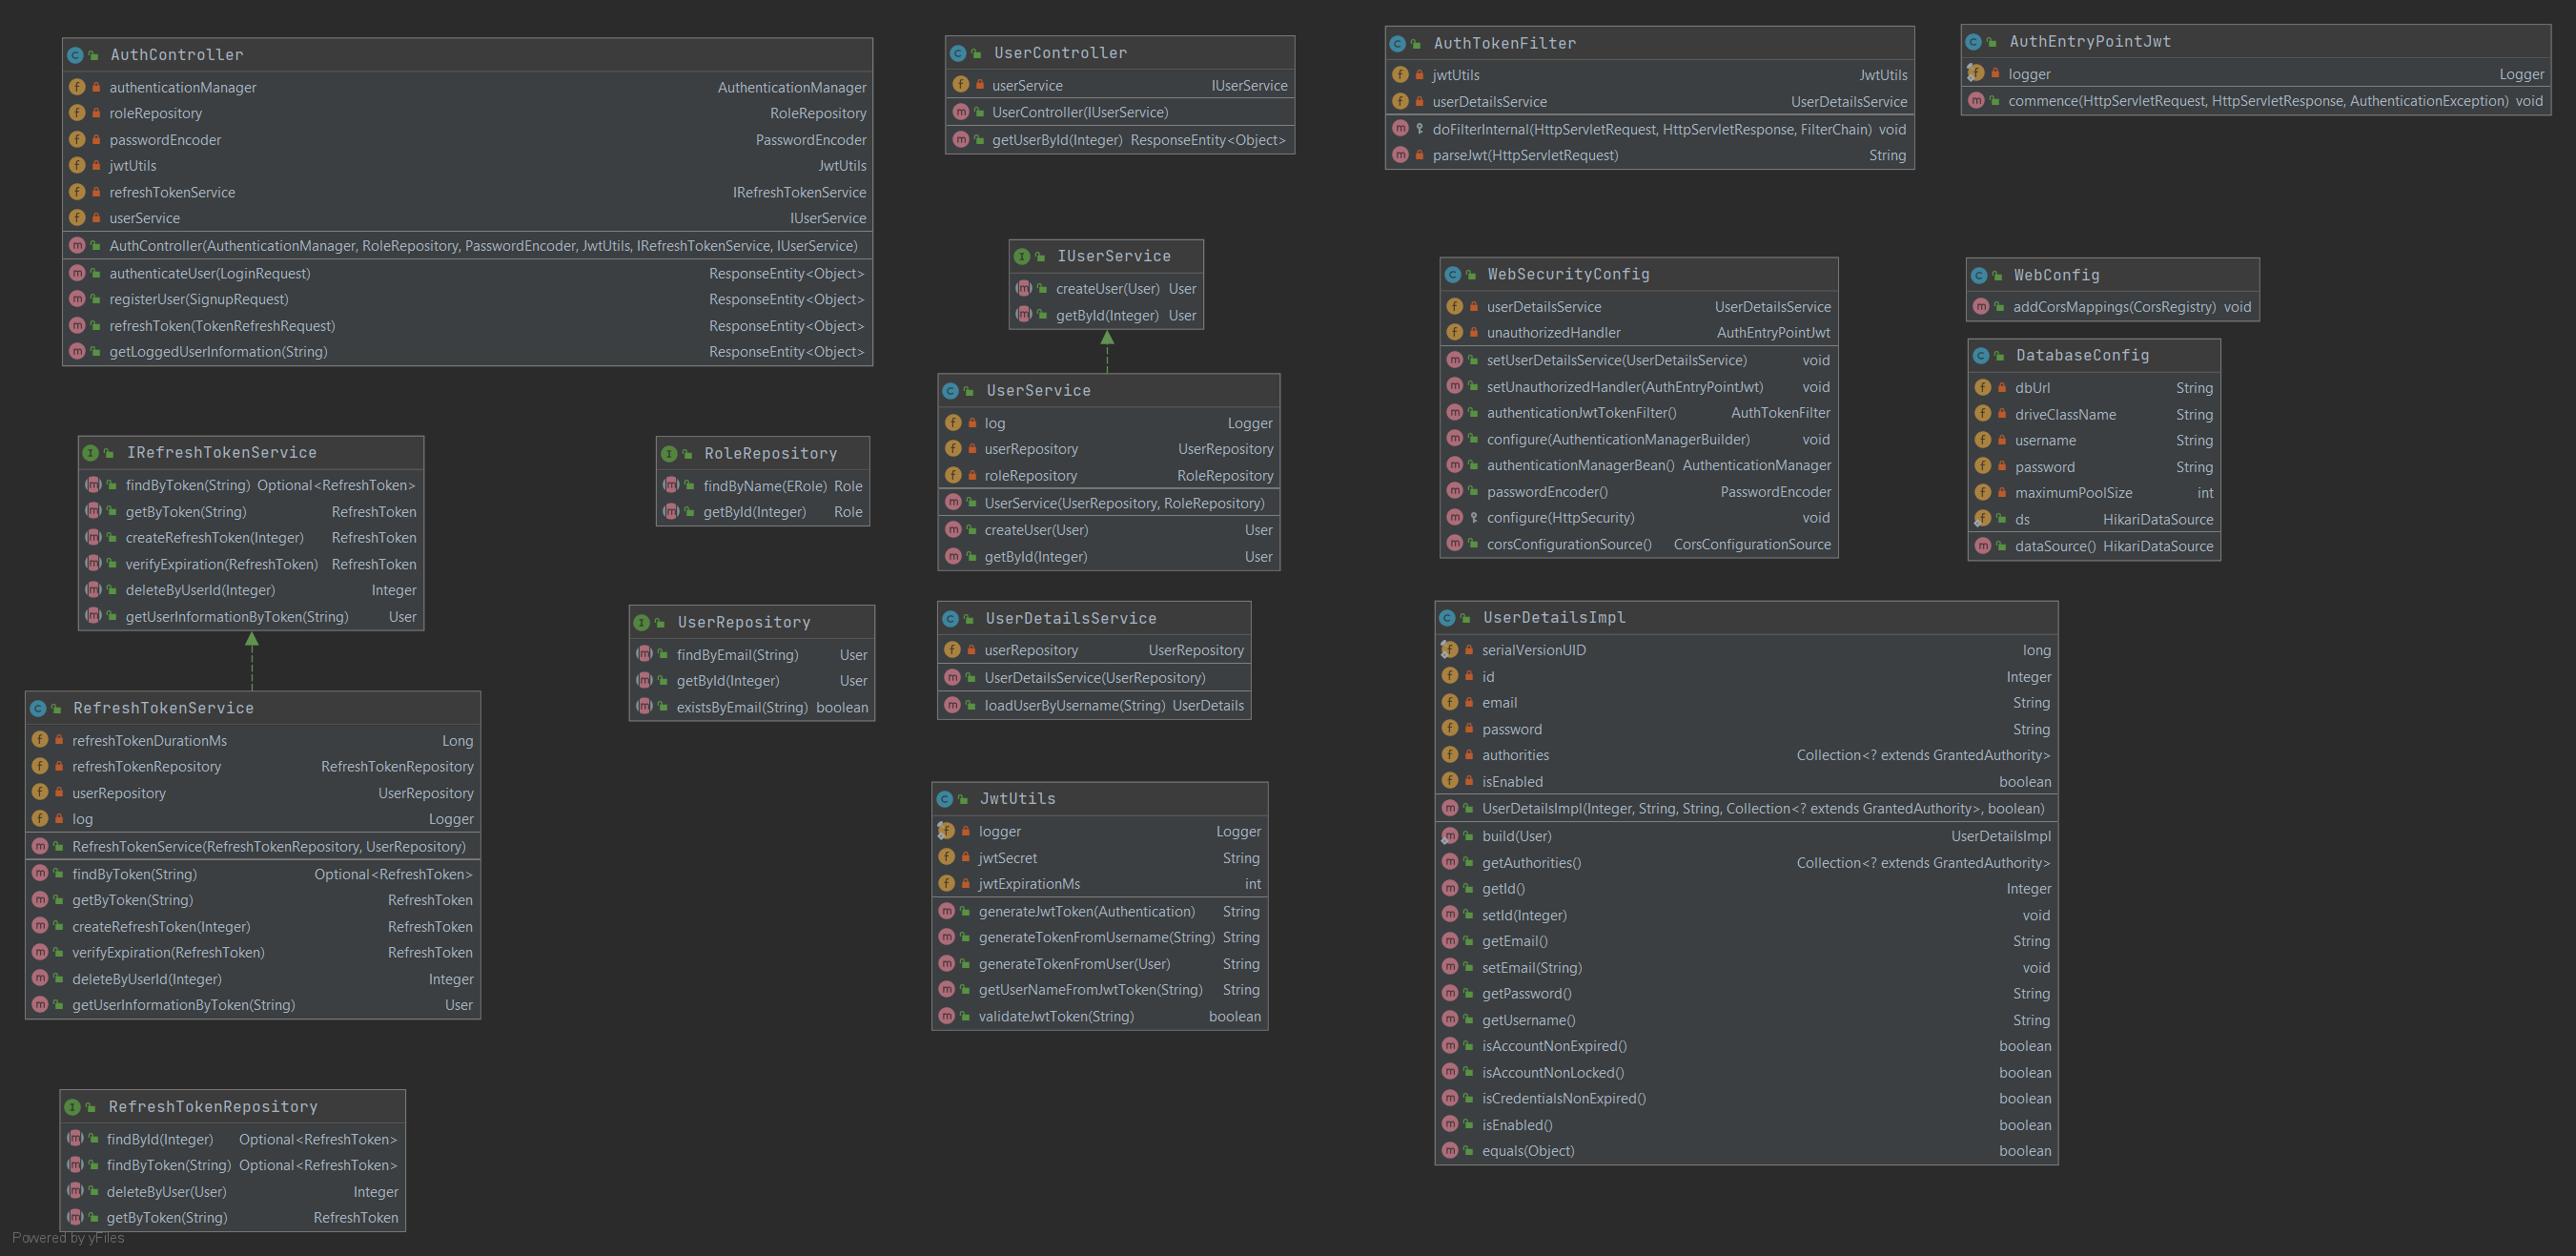 AuthController
authenticationManager AuthenticationManager
roleRepository RoleRepository
passwordEncoder PasswordEncoder
jwtUtils JwtUtils
refreshTokenService IRefreshTokenService
userService IUserService
AuthController(AuthenticationManager, RoleRepository, PasswordEncoder, JwtUtils, IRefreshTokenService, IUserService)
authenticateUser(LoginRequest) ResponseEntity<Object>
registerUser(SignupRequest) ResponseEntity<Object>
refreshToken(TokenRefreshRequest) ResponseEntity<Object>
getLoggedUserInformation(String) ResponseEntity<Object>
UserController
userService IUserService
UserController(IUserService)
getUserById(Integer) ResponseEntity<Object>
AuthTokenFilter
jwtUtils JwtUtils
userDetailsService UserDetailsService
doFilterInternal(HttpServletRequest, HttpServletResponse, FilterChain) void
parseJwt(HttpServletRequest) String
AuthEntryPointJwt
logger Logger
commence(HttpServletRequest, HttpServletResponse, AuthenticationException) void
IUserService
createUser(User) User
getById(Integer) User
WebSecurityConfig
userDetailsService UserDetailsService
unauthorizedHandler AuthEntryPointJwt
setUserDetailsService(UserDetailsService) void
setUnauthorizedHandler(AuthEntryPointJwt) void
authenticationJwtTokenFilter() AuthTokenFilter
configure(AuthenticationManagerBuilder) void
authenticationManagerBean() AuthenticationManager
passwordEncoder() PasswordEncoder
configure(HttpSecurity) void
corsConfigurationSource() CorsConfigurationSource
WebConfig
addCorsMappings(CorsRegistry) void
DatabaseConfig
dbUrl String
driveClassName String
username String
password String
maximumPoolSize int
ds HikariDataSource
dataSource() HikariDataSource
UserService
log Logger
userRepository UserRepository
roleRepository RoleRepository
UserService(UserRepository, RoleRepository)
createUser(User) User
getById(Integer) User
IRefreshTokenService
findByToken(String) Optional<RefreshToken>
getByToken(String) RefreshToken
createRefreshToken(Integer) RefreshToken
verifyExpiration(RefreshToken) RefreshToken
deleteByUserId(Integer) Integer
getUserInformationByToken(String) User
RoleRepository
findByName(ERole) Role
getById(Integer) Role
UserRepository
findByEmail(String) User
getById(Integer) User
existsByEmail(String) boolean
UserDetailsService
userRepository UserRepository
UserDetailsService(UserRepository)
loadUserByUsername(String) UserDetails
UserDetailsImpl
serialVersionUID long
id Integer
email String
password String
authorities Collection<? extends GrantedAuthority>
isEnabled boolean
UserDetailsImpl(Integer, String, String, Collection<? extends GrantedAuthority>, boolean)
build(User) UserDetailsImpl
getAuthorities() Collection<? extends GrantedAuthority>
getId() Integer
setId(Integer) void
getEmail() String
setEmail(String) void
getPassword() String
getUsername() String
isAccountNonExpired() boolean
isAccountNonLocked() boolean
isCredentialsNonExpired() boolean
isEnabled() boolean
equals(Object) boolean
RefreshTokenService
refreshTokenDurationMs Long
refreshTokenRepository RefreshTokenRepository
userRepository UserRepository
log Logger
RefreshTokenService(RefreshTokenRepository, UserRepository)
findByToken(String) Optional<RefreshToken>
getByToken(String) RefreshToken
createRefreshToken(Integer) RefreshToken
verifyExpiration(RefreshToken) RefreshToken
deleteByUserId(Integer) Integer
getUserInformationByToken(String) User
JwtUtils
logger Logger
jwtSecret String
jwtExpirationMs int
generateJwtToken(Authentication) String
generateTokenFromUsername(String) String
generateTokenFromUser(User) String
getUserNameFromJwtToken(String) String
validateJwtToken(String) boolean
RefreshTokenRepository
findById(Integer) Optional<RefreshToken>
findByToken(String) Optional<RefreshToken>
deleteByUser(User) Integer
getByToken(String) RefreshToken
Powered by yFiles